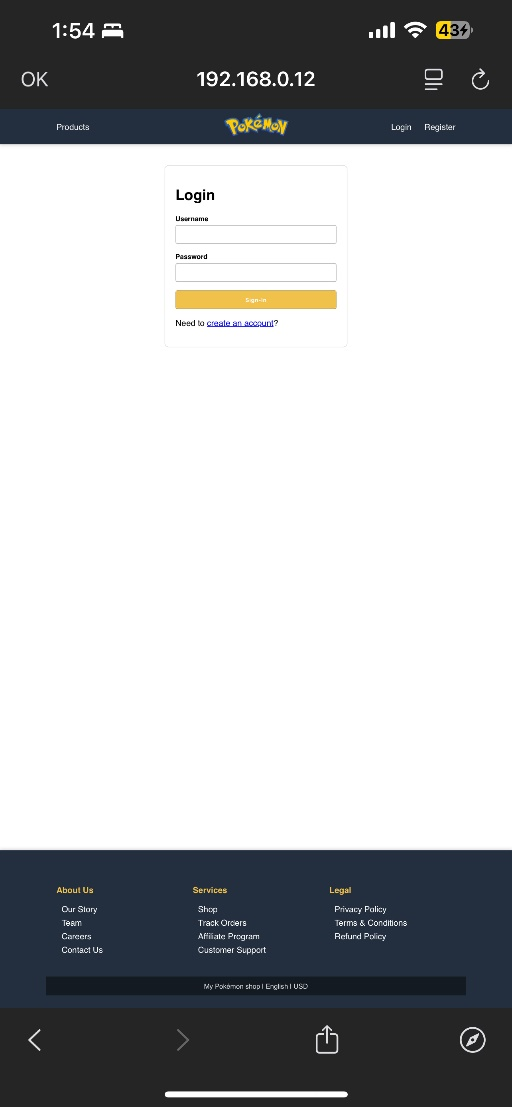 1:54
43
OK 192.168.0.12
Products POKéMON Login Register
Login
Username
Password
Sign-in
Need to create an account?
About Us Services Legal
Our Story Shop Privacy Policy
Team Track Orders Terms & Conditions
Careers Affiliate Program Refund Policy
Contact Us Customer Support
My Pokémon shop | English | USD